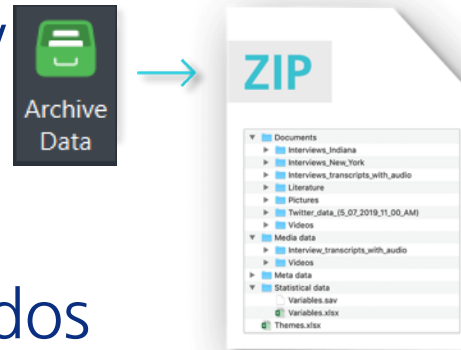 Archive
Data
ZIP
Documents
Interviews_Indiana
Interviews_New_York
Interviews_transcripts_with_audio
Literature
Pictures
Twitter_data_(5_07_2019_11_00_AM)
Videos
Media data
Interview_transcripts_with_audio
Videos
Meta data
Statistical data
Variables.sav
Variables.xlsx
Themes.xlsx
dos